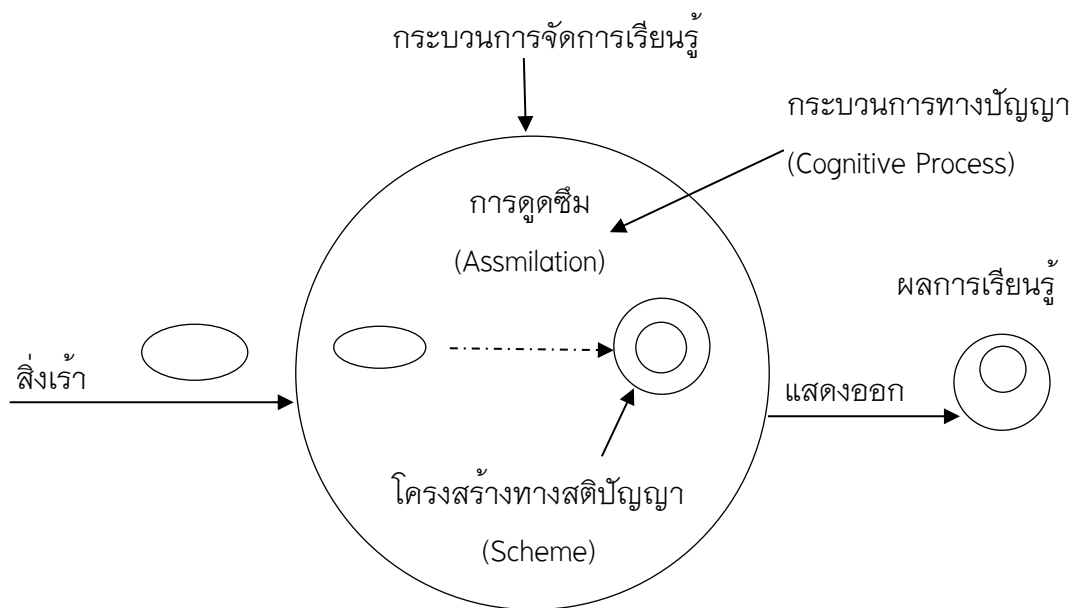 กระบวนการจัดการเรียนรู้
กระบวนการทางปัญญา
(Cognitive Process)
การดูดซึม
(Assmilation)
ผลการเรียนรู้
สิ่งเร้า
แสดงออก
โครงสร้างทางสติปัญญา
(Scheme)